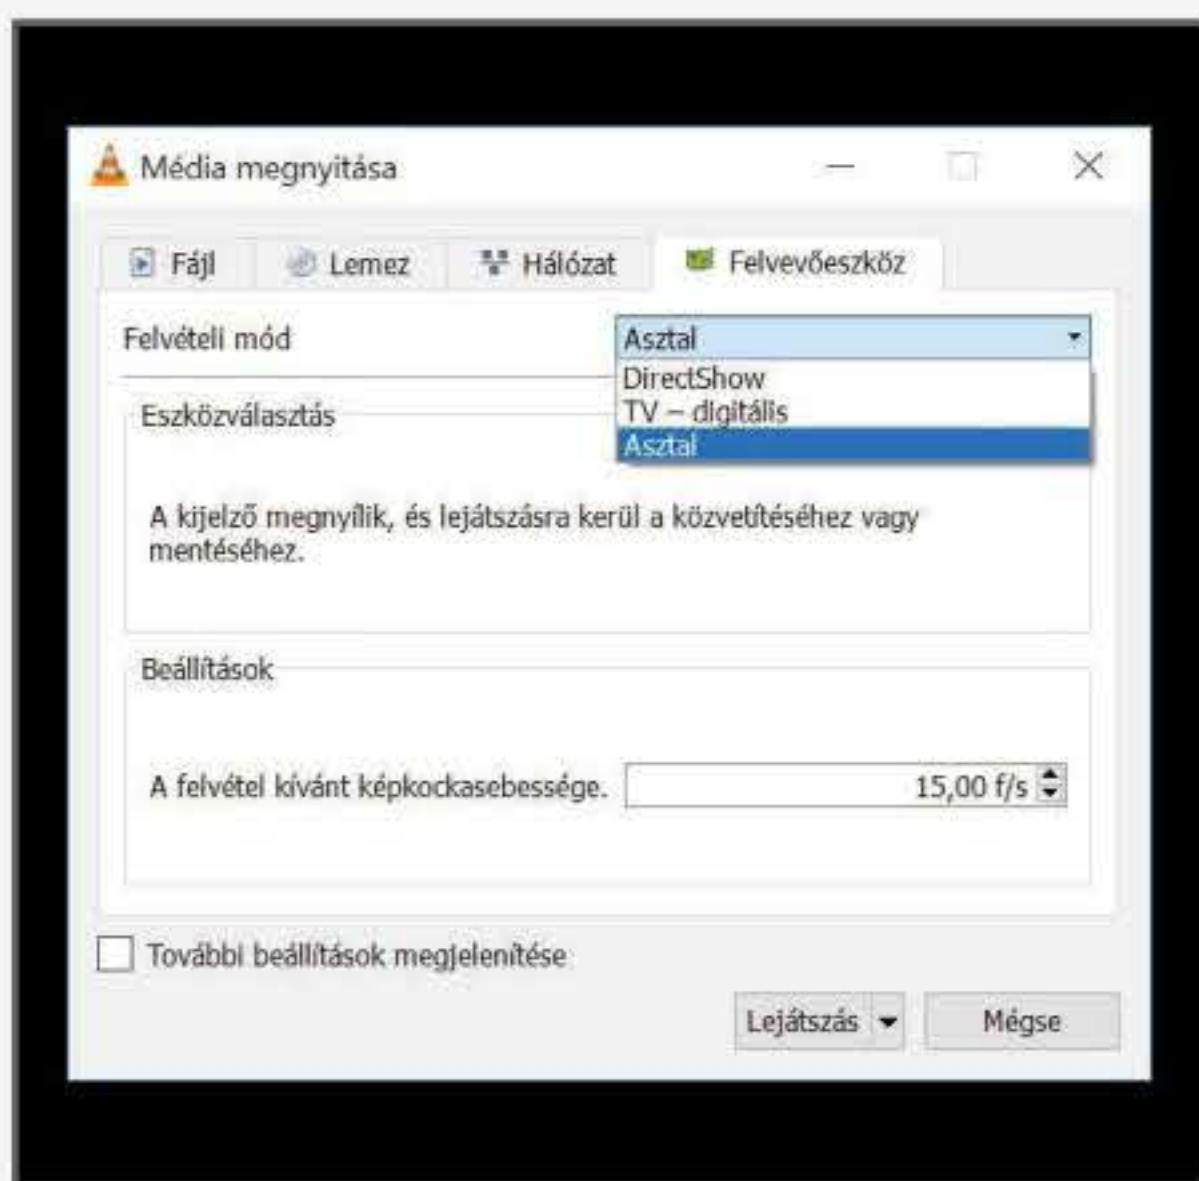 Média megnyitása
Fájl
Lemez
Hálózat
Felvevőeszköz
Felvételi mód
Asztal
DirectShow
TV – digitális
Asztal
Eszközválasztás
A kijelző megnyílik, és lejátszásra kerül a közvetítéséhez vagy
mentéséhez.
Beállítások
A felvétel kívánt képkockasebessége.
15,00 f/s
További beállítások megjelenítése
Lejátszás
Mégse